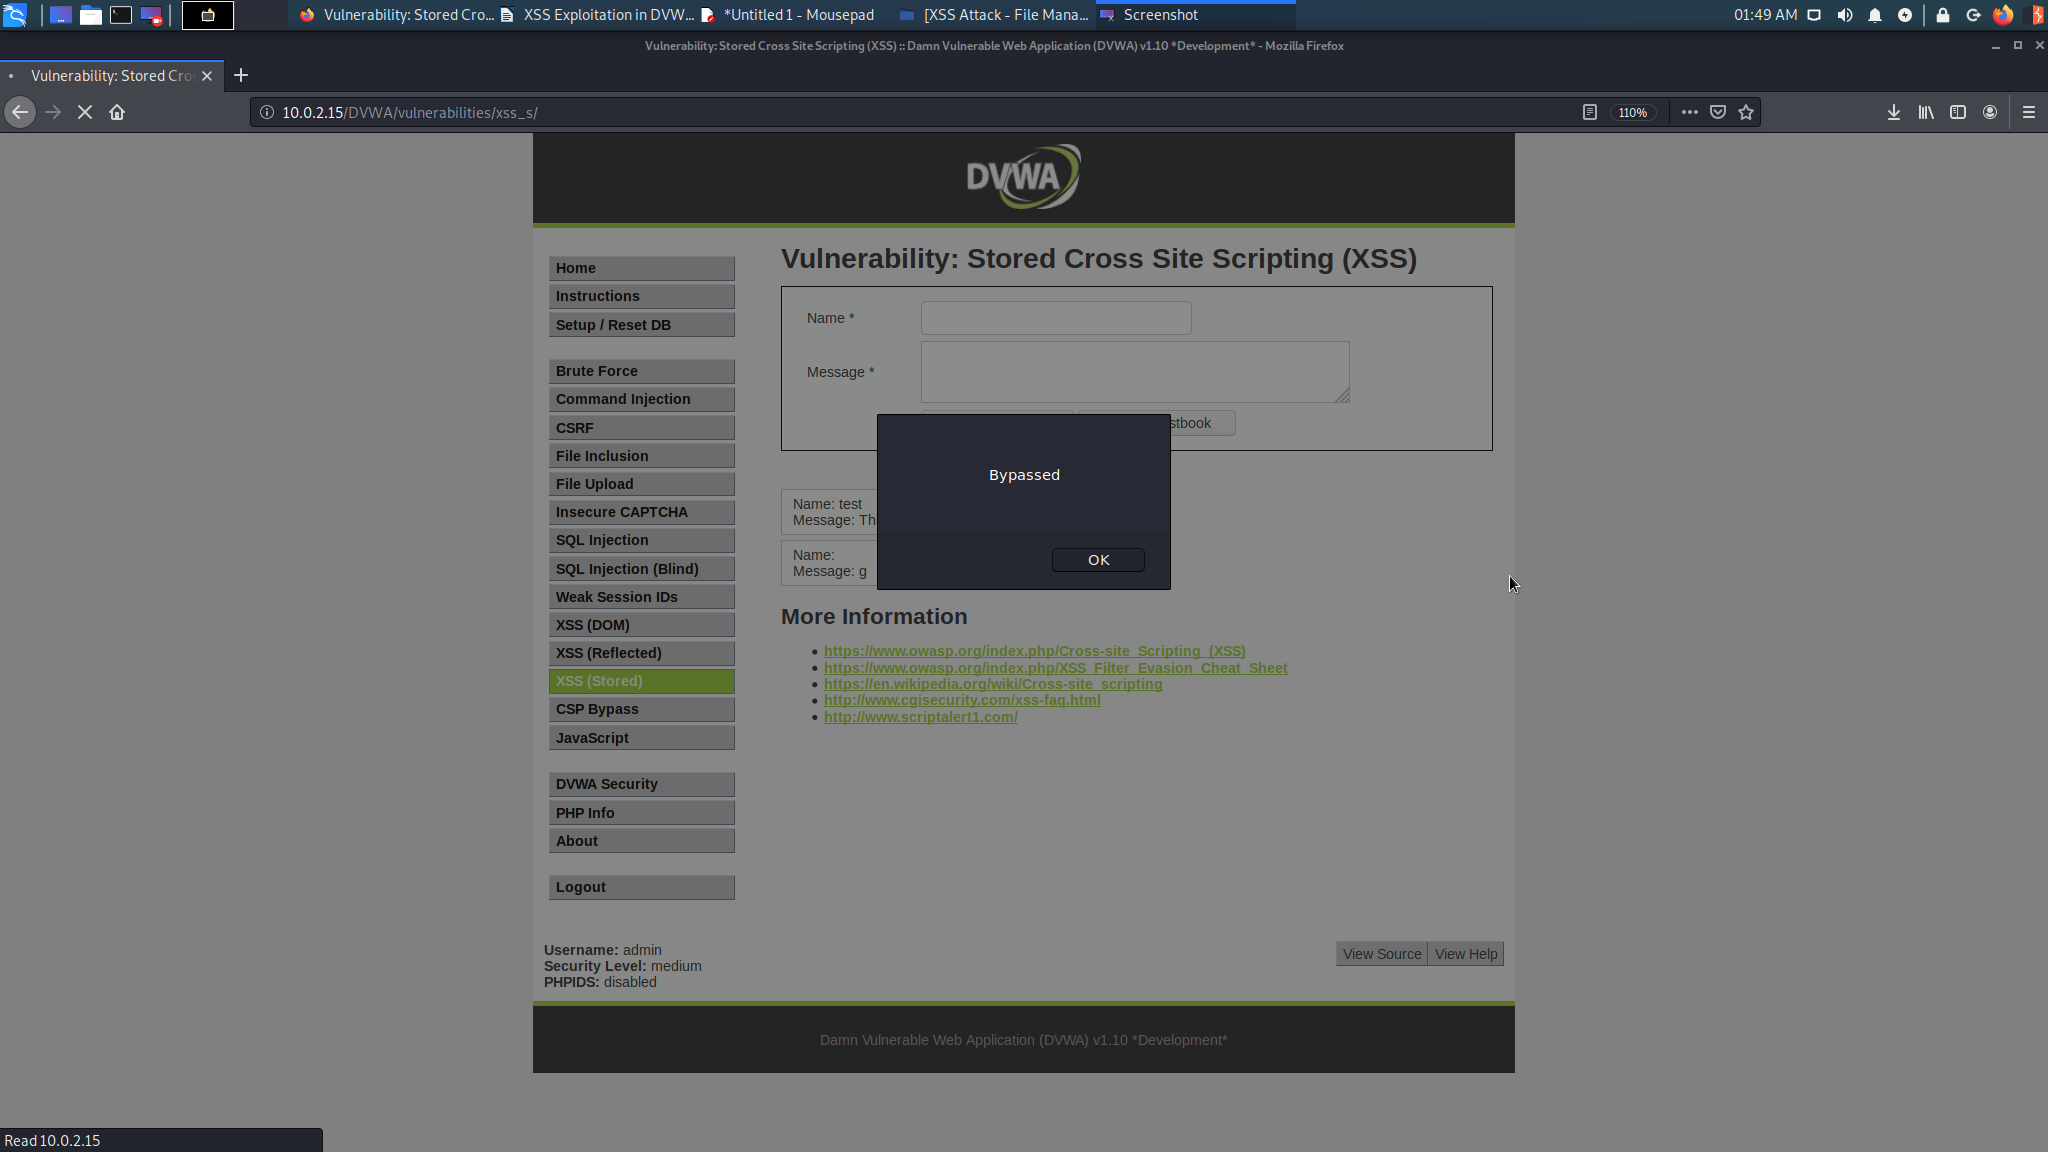 Vulnerability: Stored Cro... XSS Exploitation in DVW... *Untitled 1 - Mousepad [XSS Attack - File Mana... Screenshot 01:49 AM
Vulnerability: Stored Cross Site Scripting (XSS) :: Damn Vulnerable Web Application (DVWA) v1.10 *Development* - Mozilla Firefox
Vulnerability: Stored Cro
10.0.2.15/DVWA/vulnerabilities/xss_s/ 110%
DVWA
Home
Instructions
Setup / Reset DB
Brute Force
Command Injection
CSRF
File Inclusion
File Upload
Insecure CAPTCHA
SQL Injection
SQL Injection (Blind)
Weak Session IDs
XSS (DOM)
XSS (Reflected)
XSS (Stored)
CSP Bypass
JavaScript
DVWA Security
PHP Info
About
Logout
Vulnerability: Stored Cross Site Scripting (XSS)
Name *
Message *
stbook
Bypassed
OK
Name: test
Message: Th
Name:
Message: g
More Information
https://www.owasp.org/index.php/Cross-site_Scripting_(XSS)
https://www.owasp.org/index.php/XSS_Filter_Evasion_Cheat_Sheet
https://en.wikipedia.org/wiki/Cross-site_scripting
http://www.cgisecurity.com/xss-faq.html
http://www.scriptalert1.com/
Username: admin
Security Level: medium
PHPIDS: disabled
View Source View Help
Damn Vulnerable Web Application (DVWA) v1.10 *Development*
Read 10.0.2.15